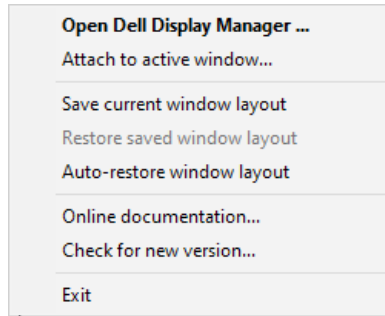 Open Dell Display Manager ...
Attach to active window...
Save current window layout
Restore saved window layout
Auto-restore window layout
Online documentation...
Check for new version...
Exit